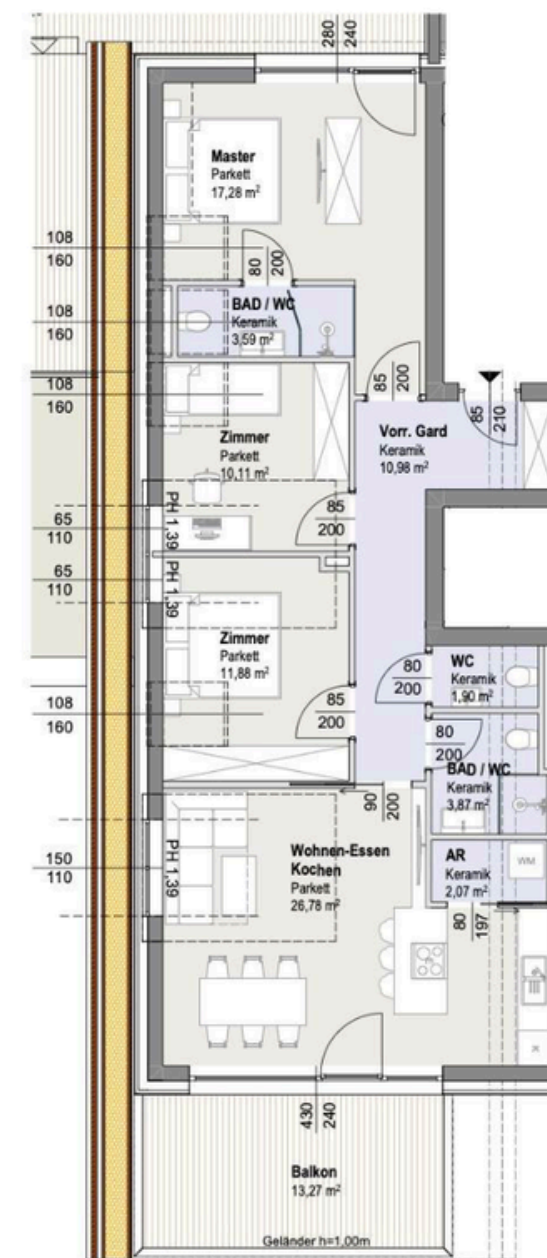 280
240
Master
Parkett
17,28 m²
108
160
80
200
108
160
BAD / WC
Keramik
3,59 m²
108
160
85
200
85
210
Vorr. Gard
Keramik
10,98 m²
Zimmer
Parkett
10,11 m²
PH 1,39
65
110
85
200
65
110
PH 1,39
Zimmer
Parkett
11,88 m²
80
200
WC
Keramik
1,90 m²
108
160
85
200
80
200
BAD / WC
Keramik
3,87 m²
90
200
150
110
PH 1,39
Wohnen-Essen
Kochen
Parkett
26,78 m²
AR
Keramik
2,07 m²
WM
80
197
K
430
240
Balkon
13,27 m²
Geländer h=1,00m